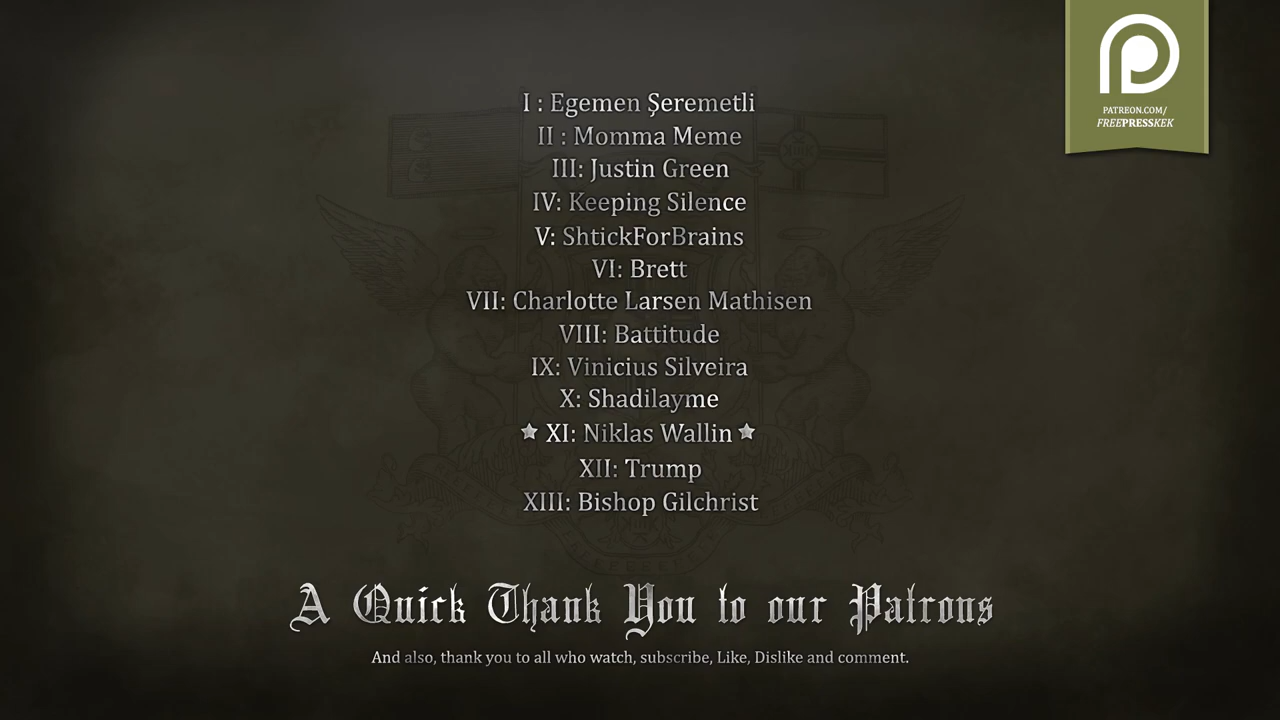 PATREON.COM/
FREEPRESSKEK
I : Egemen Şeremetli
II : Momma Meme
III: Justin Green
IV: Keeping Silence
V: ShtickForBrains
VI: Brett
VII: Charlotte Larsen Mathisen
VIII: Battitude
IX: Vinicius Silveira
X: Shadilayme
XI: Niklas Wallin
XII: Trump
XIII: Bishop Gilchrist
A Quick Thank You to our Patrons
And also, thank you to all who watch, subscribe, Like, Dislike and comment.